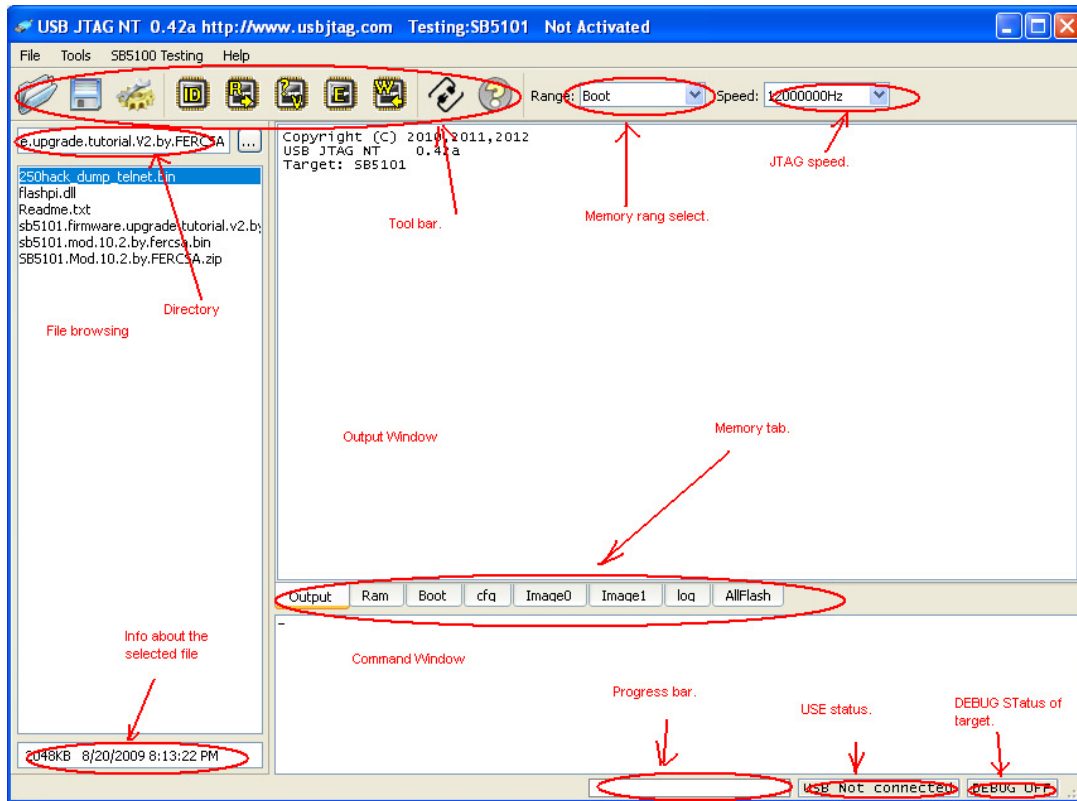 USB JTAG NT 0.42a http://www.usbjtag.com Testing:SB5101 Not Activated
File Tools SB5100 Testing Help
ID R ? V E W Range: Boot Speed: 12000000Hz
e.upgrade.tutorial.V2.by.FERCSA ...
Copyright (C) 2010,2011,2012
USB JTAG NT 0.42a
Target: SB5101
JTAG speed.
250hack_dump_telnet.bin
flashpi.dll
Readme.txt
sb5101.firmware.upgrade.tutorial.v2.by
sb5101.mod.10.2.by.fercsa.bin
SB5101.Mod.10.2.by.FERCSA.zip
Tool bar.
Memory rang select.
Directory
File browsing
Output Window
Memory tab.
Output Ram Boot cfg Image0 Image1 log AllFlash
Info about the
selected file
Command Window
Progress bar.
USE status.
DEBUG STatus of
target.
2048KB 8/20/2009 8:13:22 PM
USB Not connected DEBUG OFF